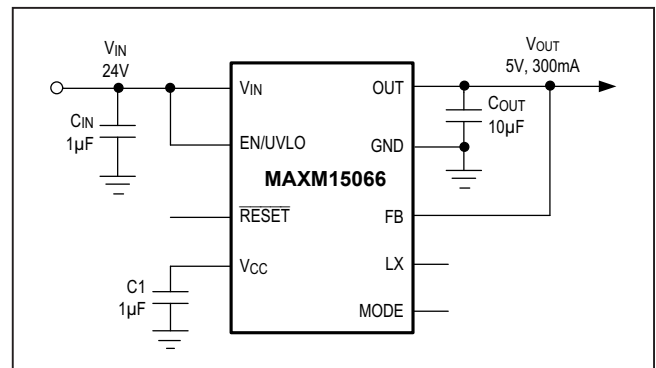 VIN
24V
CIN
1µF
VIN
EN/UVLO
RESET
VCC
C1
1µF
MAXM15066
OUT
GND
FB
LX
MODE
COUT
10µF
VOUT
5V, 300mA